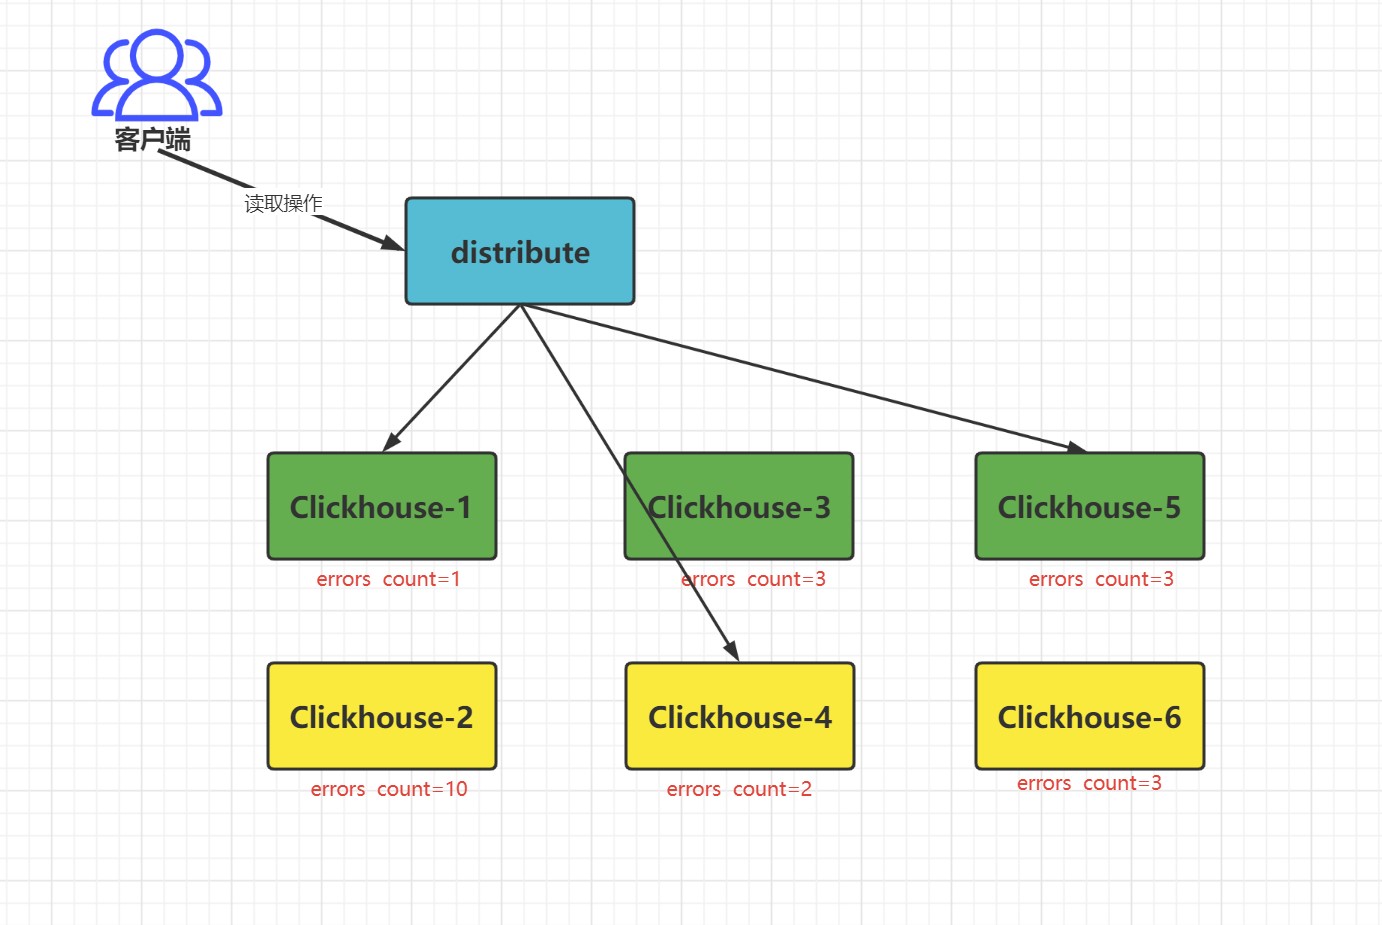 客户端
读取操作
distribute
Clickhouse-1
Clickhouse-3
Clickhouse-5
errors count=1
errors count=3
errors count=3
Clickhouse-2
Clickhouse-4
Clickhouse-6
errors count=10
errors count=2
errors count=3